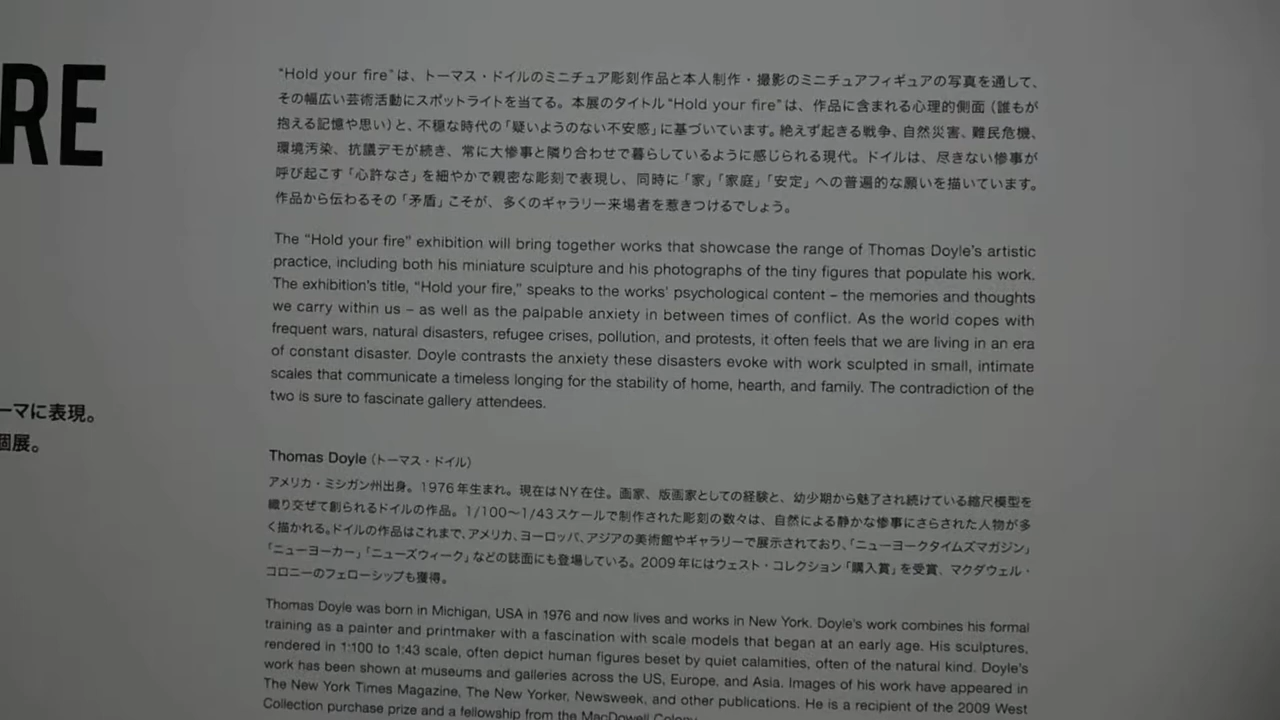 RE
ーマに表現。
個展。
“Hold your fire”は、トーマス・ドイルのミニチュア彫刻作品と本人制作・撮影のミニチュアフィギュアの写真を通して、
その幅広い芸術活動にスポットライトを当てる。本展のタイトル“Hold your fire”は、作品に含まれる心理的側面（誰もが
抱える記憶や思い）と、不穏な時代の「疑いようのない不安感」に基づいています。絶えず起きる戦争、自然災害、難民危機、
環境汚染、抗議デモが続き、常に大惨事と隣り合わせで暮らしているように感じられる現代。ドイルは、尽きない惨事が
呼び起こす「心許なさ」を細やかで親密な彫刻で表現し、同時に「家」「家庭」「安定」への普遍的な願いを描いています。
作品から伝わるその「矛盾」こそが、多くのギャラリー来場者を惹きつけるでしょう。
The “Hold your fire” exhibition will bring together works that showcase the range of Thomas Doyle’s artistic
practice, including both his miniature sculpture and his photographs of the tiny figures that populate his work.
The exhibition’s title, “Hold your fire,” speaks to the works’ psychological content – the memories and thoughts
we carry within us – as well as the palpable anxiety in between times of conflict. As the world copes with
frequent wars, natural disasters, refugee crises, pollution, and protests, it often feels that we are living in an era
of constant disaster. Doyle contrasts the anxiety these disasters evoke with work sculpted in small, intimate
scales that communicate a timeless longing for the stability of home, hearth, and family. The contradiction of the
two is sure to fascinate gallery attendees.
Thomas Doyle（トーマス・ドイル）
アメリカ・ミシガン州出身。1976年生まれ。現在はNY在住。画家、版画家としての経験と、幼少期から魅了され続けている縮尺模型を
織り交ぜて創られるドイルの作品。1/100〜1/43スケールで制作された彫刻の数々は、自然による静かな惨事にさらされた人物が多
く描かれる。ドイルの作品はこれまで、アメリカ、ヨーロッパ、アジアの美術館やギャラリーで展示されており、「ニューヨークタイムズマガジン」
「ニューヨーカー」「ニューズウィーク」などの誌面にも登場している。2009年にはウェスト・コレクション「購入賞」を受賞、マクダウェル・
コロニーのフェローシップも獲得。
Thomas Doyle was born in Michigan, USA in 1976 and now lives and works in New York. Doyle’s work combines his formal
training as a painter and printmaker with a fascination with scale models that began at an early age. His sculptures,
rendered in 1:100 to 1:43 scale, often depict human figures beset by quiet calamities, often of the natural kind. Doyle’s
work has been shown at museums and galleries across the US, Europe, and Asia. Images of his work have appeared in
The New York Times Magazine, The New Yorker, Newsweek, and other publications. He is a recipient of the 2009 West
Collection purchase prize and a fellowship from the MacDowell Colony.